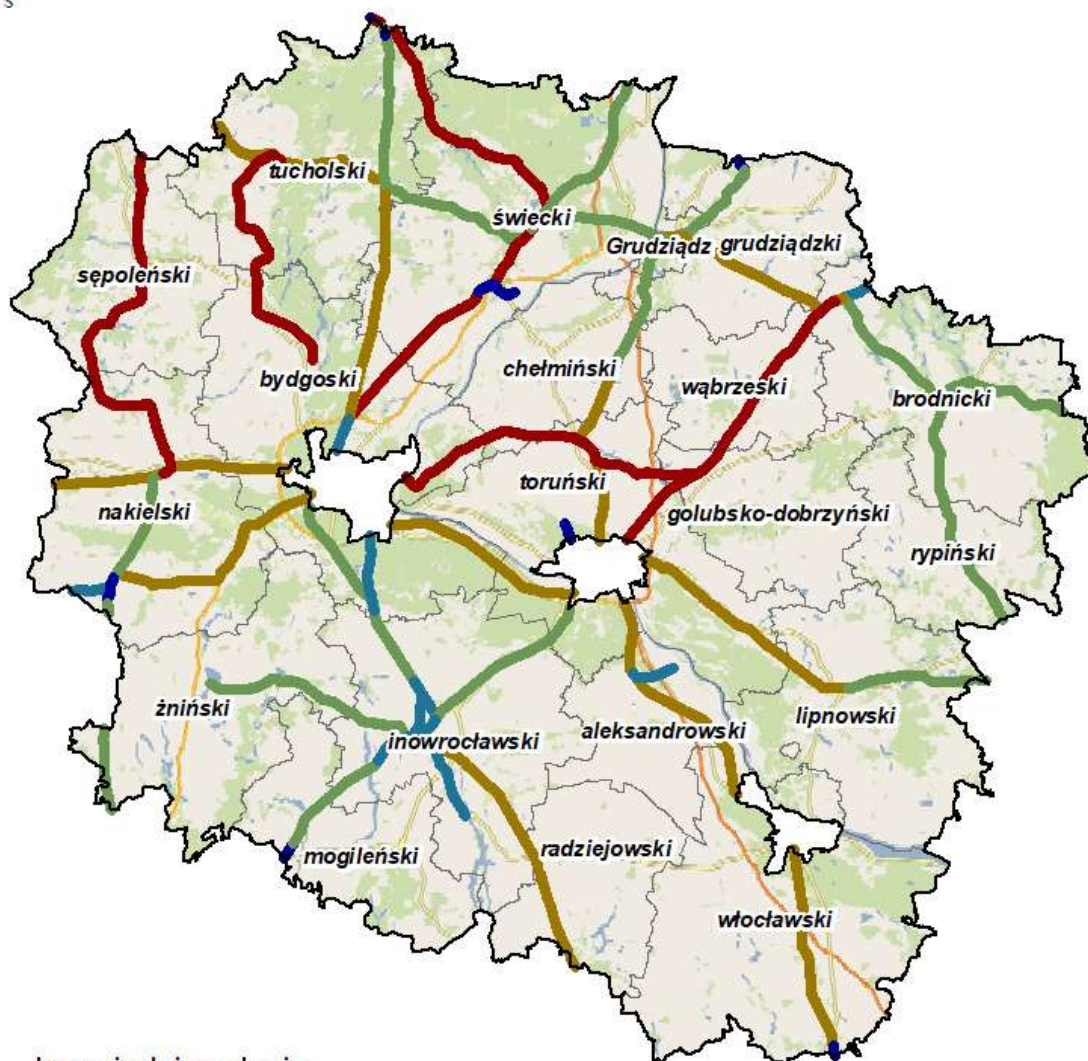 tucholski
świecki
Grudziądz grudziądzki
sępoleński
chełmiński
bydgoski
wąbrzeski
brodnicki
toruński
nakielski
golubsko-dobrzyński
rypiński
żniński
lipnowski
aleksandrowski
inowrocławski
radziejowski
mogileński
włocławski